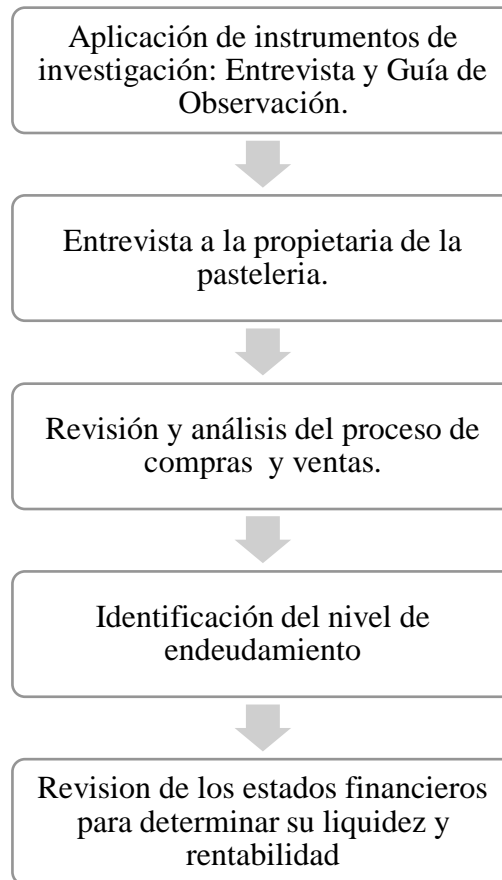 Aplicación de instrumentos de
investigación: Entrevista y Guía de
Observación.
Entrevista a la propietaria de la
pasteleria.
Revisión y análisis del proceso de
compras  y ventas.
Identificación del nivel de
endeudamiento
Revision de los estados financieros
para determinar su liquidez y
rentabilidad